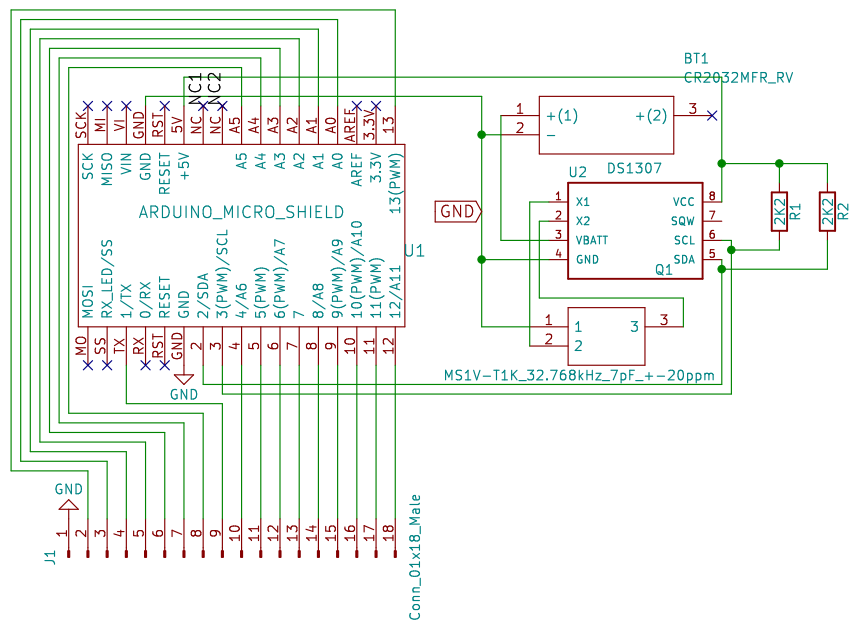 NC1
NC2
SCK
MI
VI
GND
RST
5V
NC
NC
A5
A4
A3
A2
A1
A0
AREF
3.3V
13
SCK
MISO
VIN
GND
RESET
+5V
A5
A4
A3
A2
A1
A0
AREF
3.3V
13(PWM)
ARDUINO_MICRO_SHIELD
U1
MOSI
RX_LED/SS
1/TX
0/RX
RESET
GND
2/SDA
3(PWM)/SCL
4/A6
5(PWM)
6(PWM)/A7
7
8/A8
9(PWM)/A9
10(PWM)/A10
11(PWM)
12/A11
MO
SS
TX
RX
RST
GND
2
3
4
5
6
7
8
9
10
11
12
GND
BT1
CR2032MFR_RV
1
+(1)
+(2)
3
2
−
U2
DS1307
1
X1
VCC
8
2
X2
SQW
7
3
VBATT
SCL
6
4
GND
SDA
5
Q1
2K2
R1
2K2
R2
GND
1
1
3
3
2
2
MS1V-T1K_32.768kHz_7pF_+-20ppm
GND
J1
1
2
3
4
5
6
7
8
9
10
11
12
13
14
15
16
17
18
Conn_01x18_Male